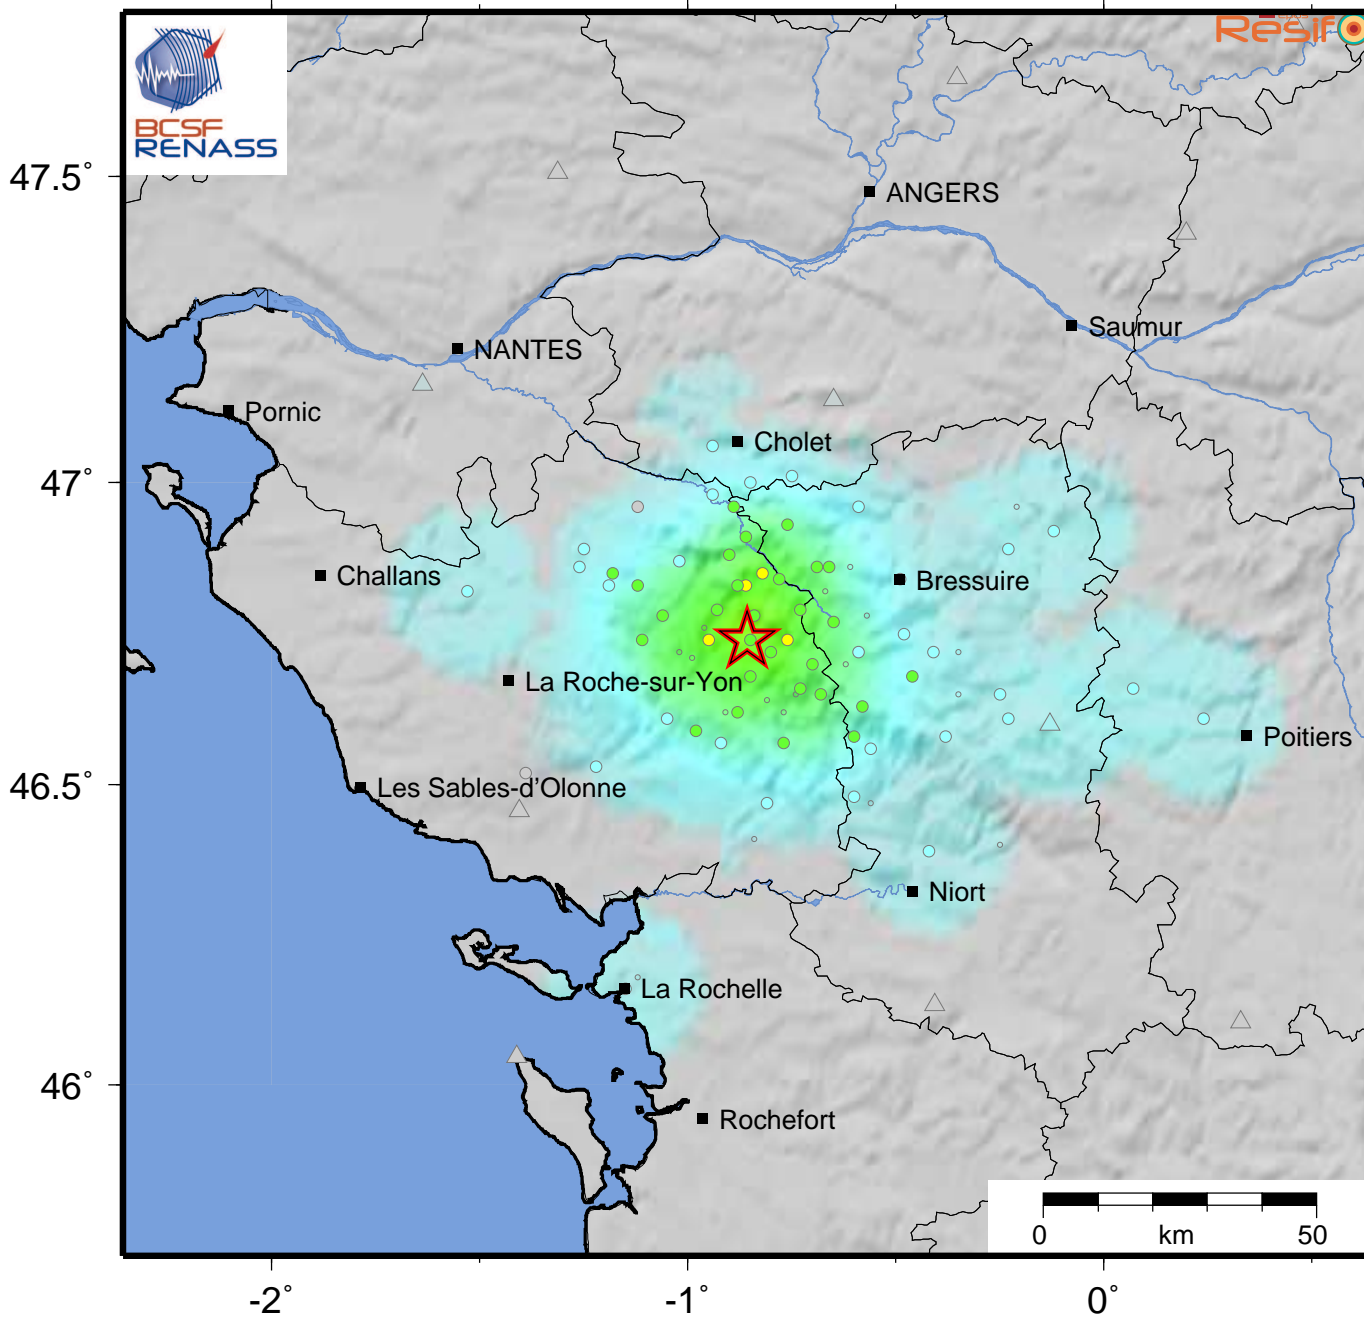 Résif
BCSF
RENASS
47.5˚
ANGERS
Saumur
NANTES
Pornic
Cholet
47˚
Challans
Bressuire
La Roche-sur-Yon
Poitiers
46.5˚
Les Sables-d'Olonne
Niort
La Rochelle
46˚
Rochefort
0 km 50
-2˚ -1˚ 0˚